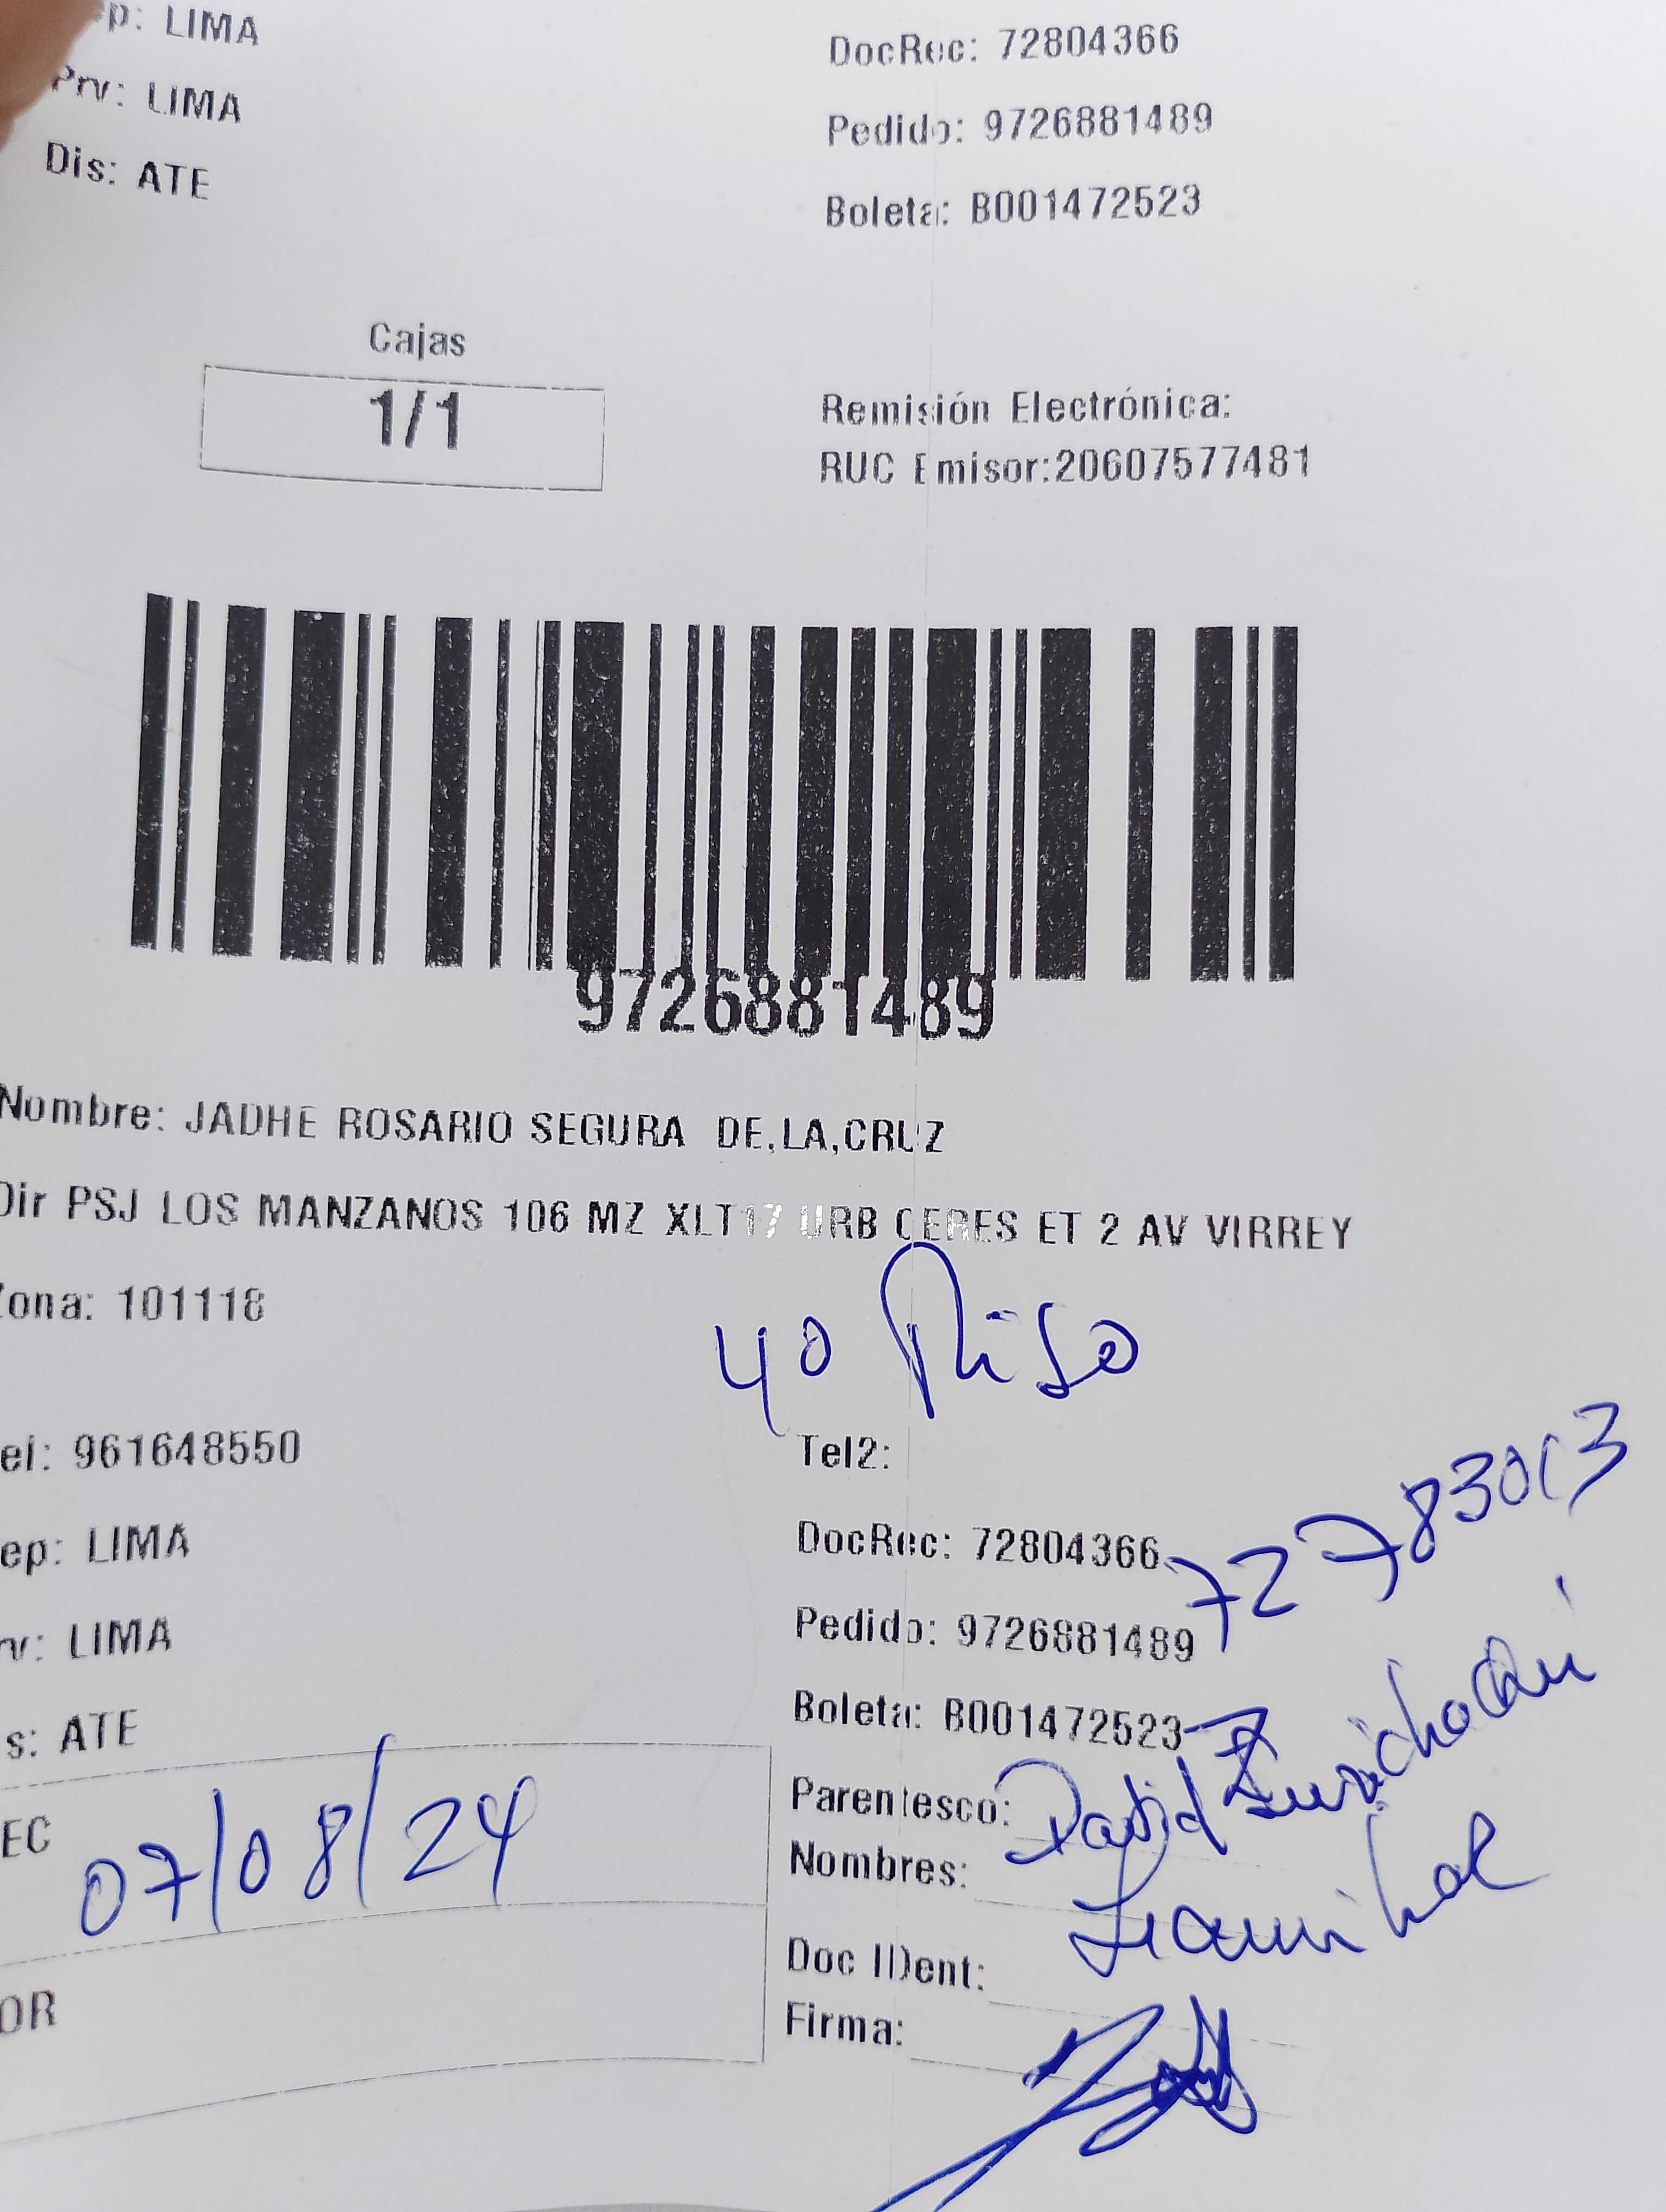 p: LIMA
DocRec: 72804366
Prv: LIMA
Pedido: 9726881489
Dis: ATE
Boleta: B001472523
Cajas
1/1
Remisión Electrónica:
RUC Emisor:20607577481
9726881489
Nombre: JADHE ROSARIO SEGURA DE,LA,CRUZ
Dir PSJ LOS MANZANOS 106 MZ XLT17 URB CERES ET 2 AV VIRREY
Zona: 101118
40 Piso
el: 961648550
Tel2:
72783013
ep: LIMA
DocRec: 72804366
rv: LIMA
Pedido: 9726881489
s: ATE
Boleta: B001472523
EC 07/08/24
Parentesco: David
Nombres:
Doc IDent:
OR
Firma: